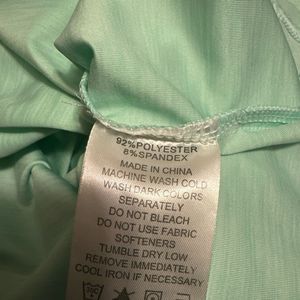 92%POLYESTER
8%SPANDEX
MADE IN CHINA
MACHINE WASH COLD
WASH DARK COLORS
SEPARATELY
DO NOT BLEACH
DO NOT USE FABRIC
SOFTENERS
TUMBLE DRY LOW
REMOVE IMMEDIATELY
COOL IRON IF NECESSARY
30C